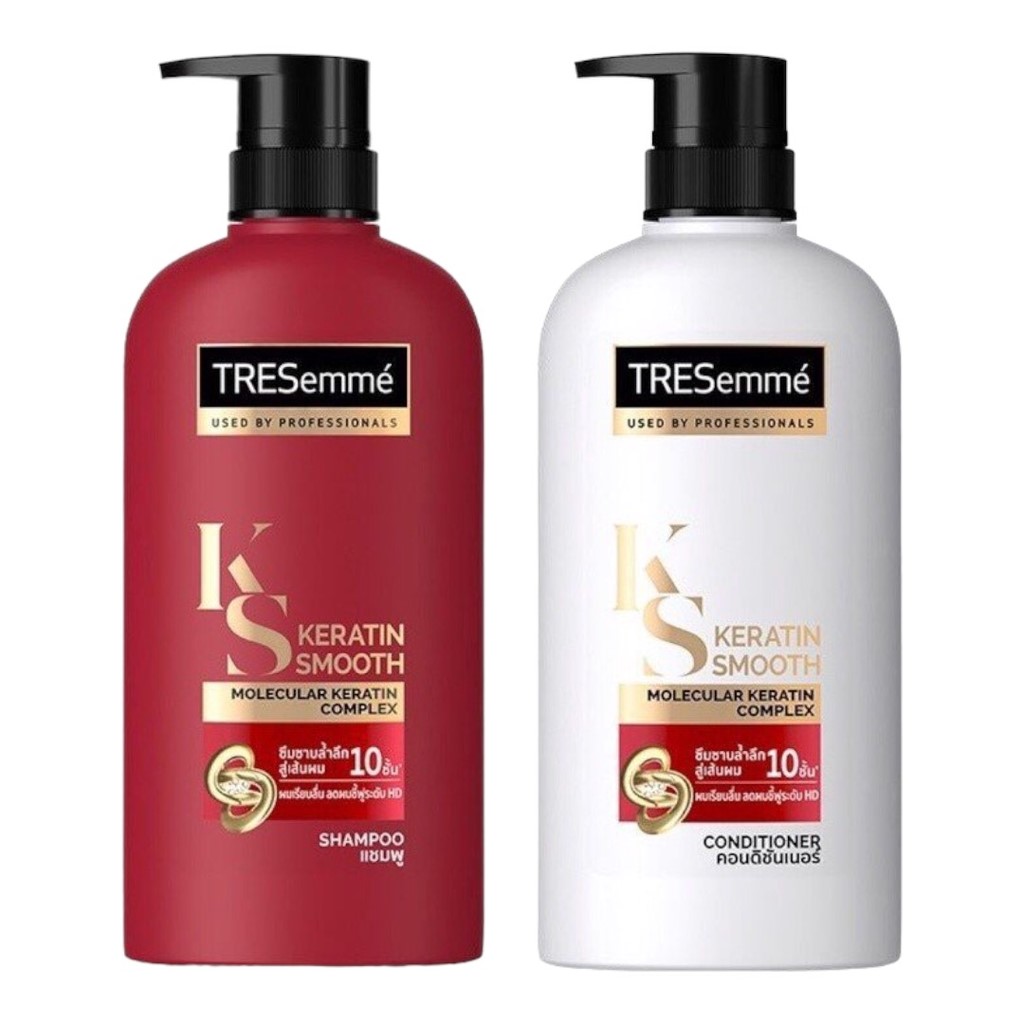 TRESemmé
USED BY PROFESSIONALS
KS
KERATIN
SMOOTH
MOLECULAR KERATIN
COMPLEX
ซึมซาบล้ำลึก
สู่เส้นผม 10 ชั้น*
ผมเรียบลื่น ลดผมชี้ฟูระดับ HD
SHAMPOO
แชมพู
TRESemmé
USED BY PROFESSIONALS
KS
KERATIN
SMOOTH
MOLECULAR KERATIN
COMPLEX
ซึมซาบล้ำลึก
สู่เส้นผม 10 ชั้น*
ผมเรียบลื่น ลดผมชี้ฟูระดับ HD
CONDITIONER
คอนดิชันเนอร์